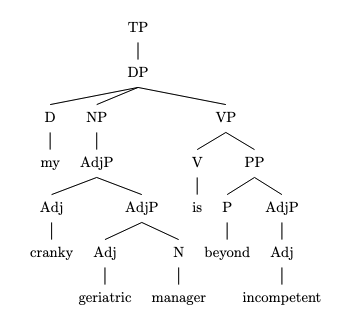 TP
DP
D NP VP
my AdjP V PP
Adj AdjP is P AdjP
cranky Adj N beyond Adj
geriatric manager incompetent